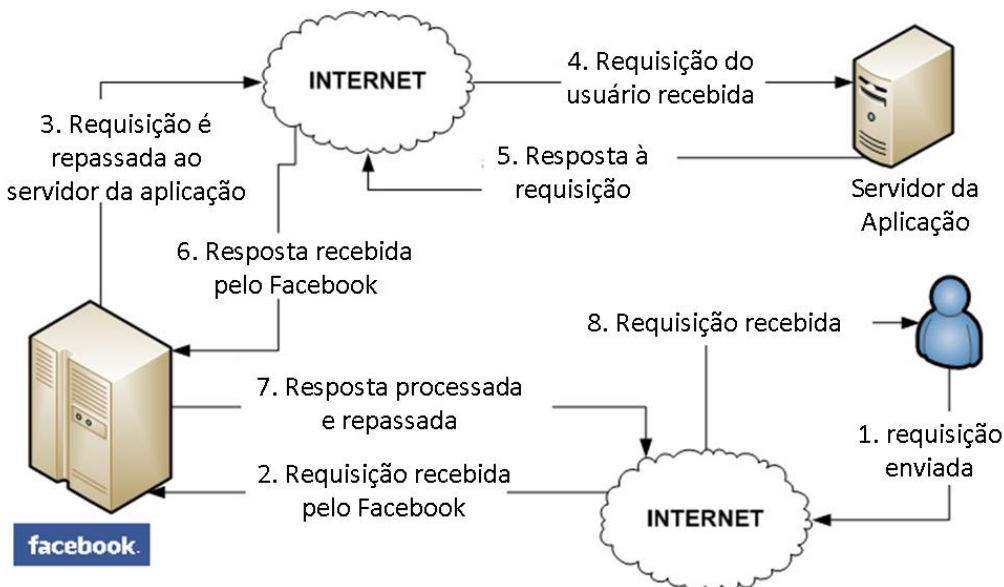 INTERNET
4. Requisição do
usuário recebida
3. Requisição é
repassada ao
servidor da aplicação
5. Resposta à
requisição
Servidor da
Aplicação
6. Resposta recebida
pelo Facebook
8. Requisição recebida
7. Resposta processada
e repassada
1. requisição
enviada
2. Requisição recebida
pelo Facebook
INTERNET
facebook.